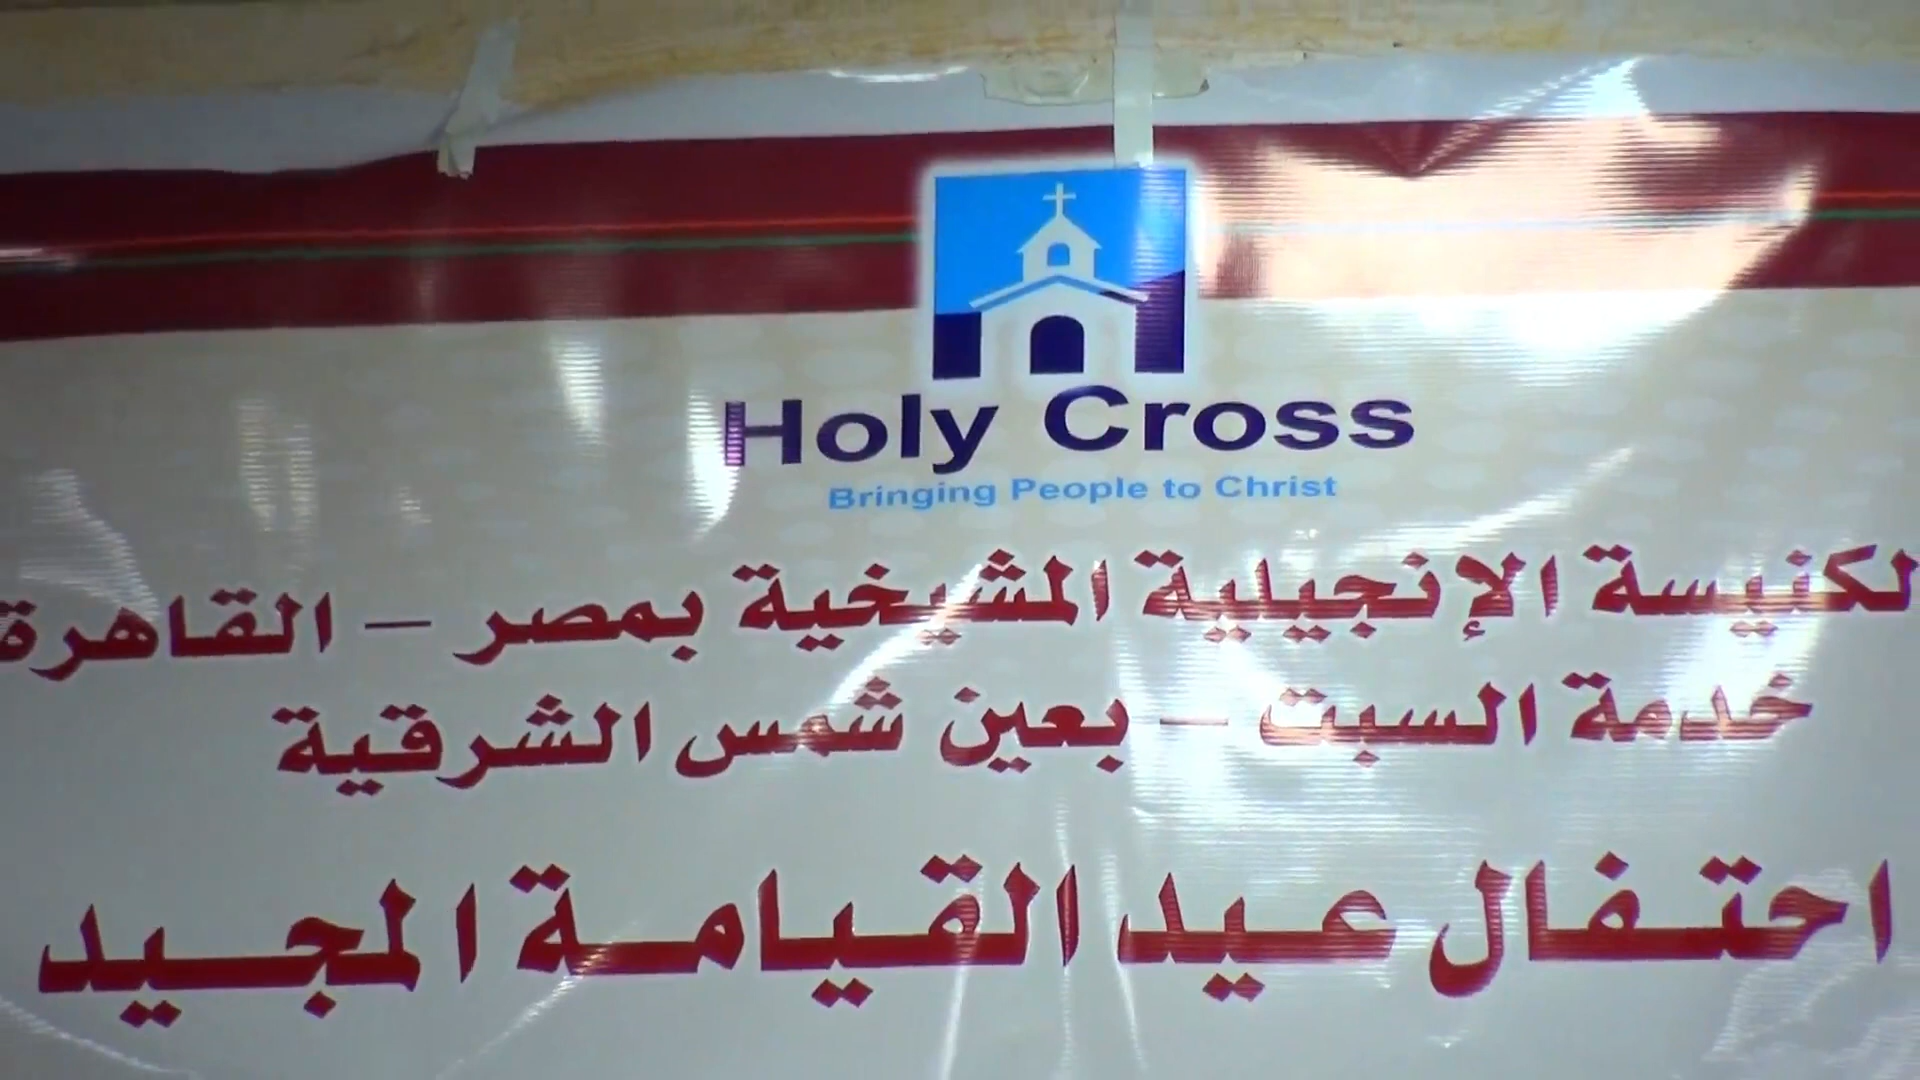 Holy Cross
Bringing People to Christ
لكنيسة الإنجيلية المشيخية بمصر – القاهرة
خدمة السبت – بعين شمس الشرقية
احتفال عيد القيامة المجيد